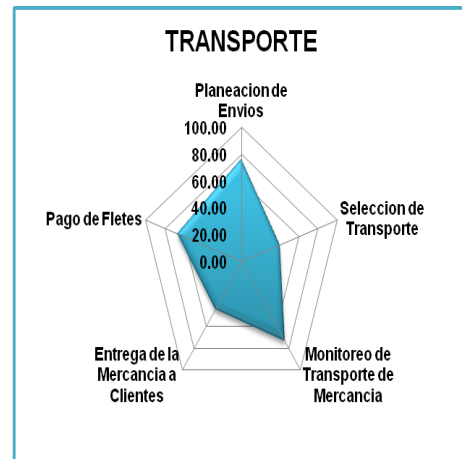 TRANSPORTE
Planeacion de
Envios
100.00
80.00
60.00
40.00
20.00
0.00
Seleccion de
Transporte
Monitoreo de
Transporte de
Mercancia
Entrega de la
Mercancia a
Clientes
Pago de Fletes